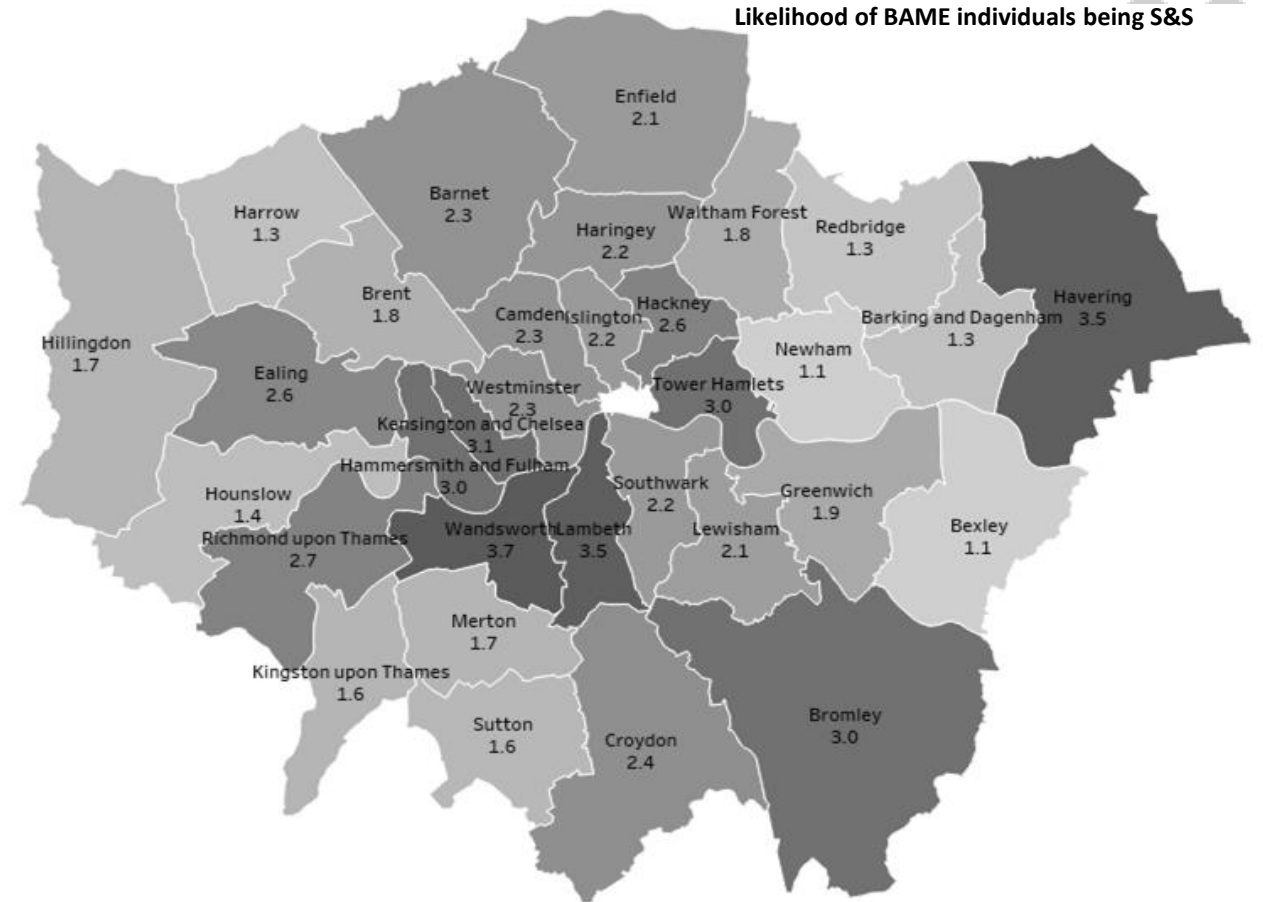 Likelihood of BAME individuals being S&S
Enfield
2.1
Barnet
2.3
Harrow
1.3
Haringey
2.2
Waltham Forest
1.8
Redbridge
1.3
Havering
3.5
Hillingdon
1.7
Brent
1.8
Camden
2.3
Islington
2.2
Hackney
2.6
Barking and Dagenham
1.3
Newham
1.1
Ealing
2.6
Westminster
2.3
Tower Hamlets
3.0
Kensington and Chelsea
3.1
Hammersmith and Fulham
3.0
Hounslow
1.4
Richmond upon Thames
2.7
Wandsworth
3.7
Lambeth
3.5
Southwark
2.2
Lewisham
2.1
Greenwich
1.9
Bexley
1.1
Merton
1.7
Kingston upon Thames
1.6
Sutton
1.6
Croydon
2.4
Bromley
3.0